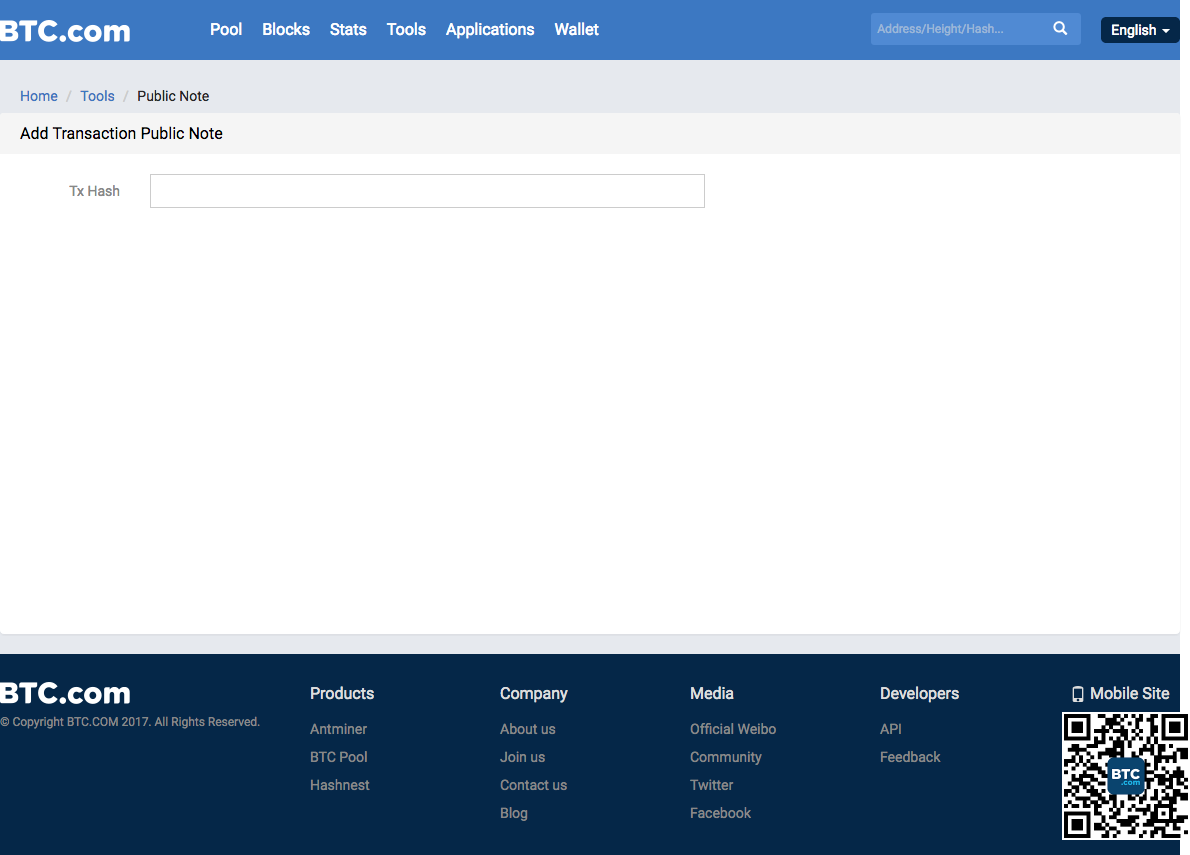 BTC.com Pool Blocks Stats Tools Applications Wallet Address/Height/Hash... English
Home / Tools / Public Note
Add Transaction Public Note
Tx Hash
BTC.com
© Copyright BTC.COM 2017. All Rights Reserved.
Products
Antminer
BTC Pool
Hashnest
Company
About us
Join us
Contact us
Blog
Media
Official Weibo
Community
Twitter
Facebook
Developers
API
Feedback
Mobile Site
BTC
.com